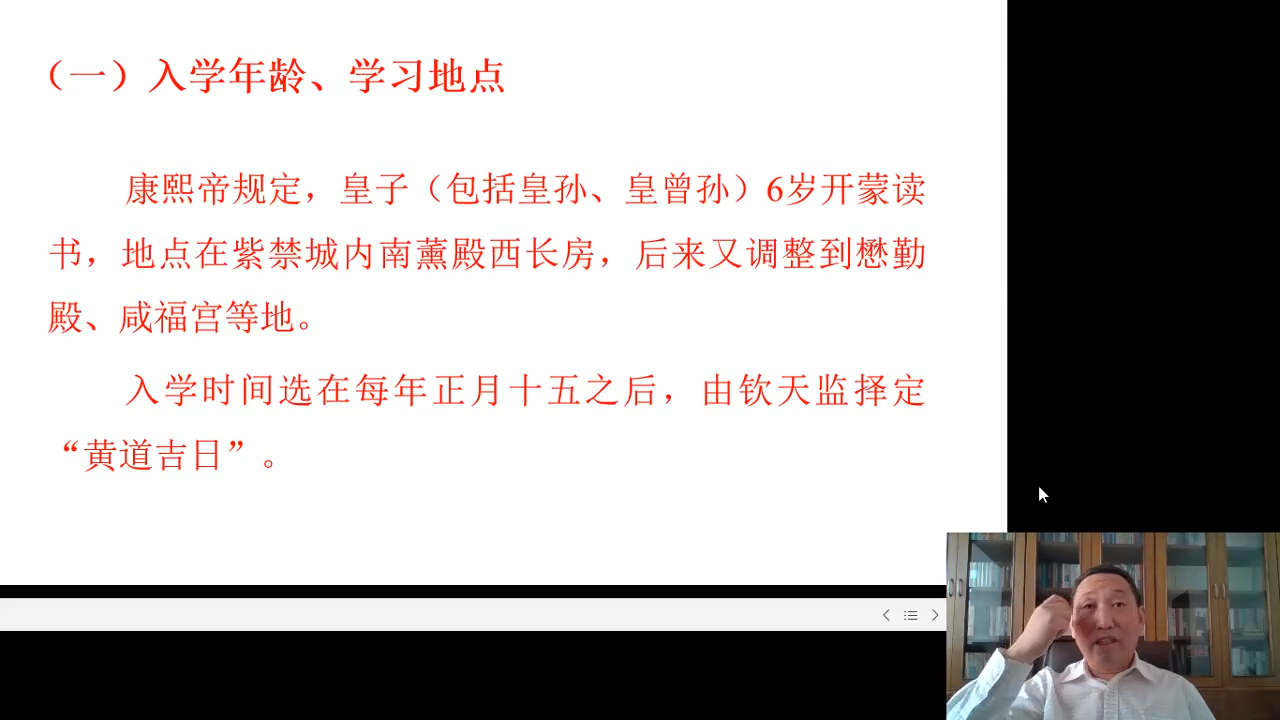 （一）入学年龄、学习地点
康熙帝规定，皇子（包括皇孙、皇曾孙）6岁开蒙读
书，地点在紫禁城内南薰殿西长房，后来又调整到懋勤
殿、咸福宫等地。
入学时间选在每年正月十五之后，由钦天监择定
“黄道吉日”。